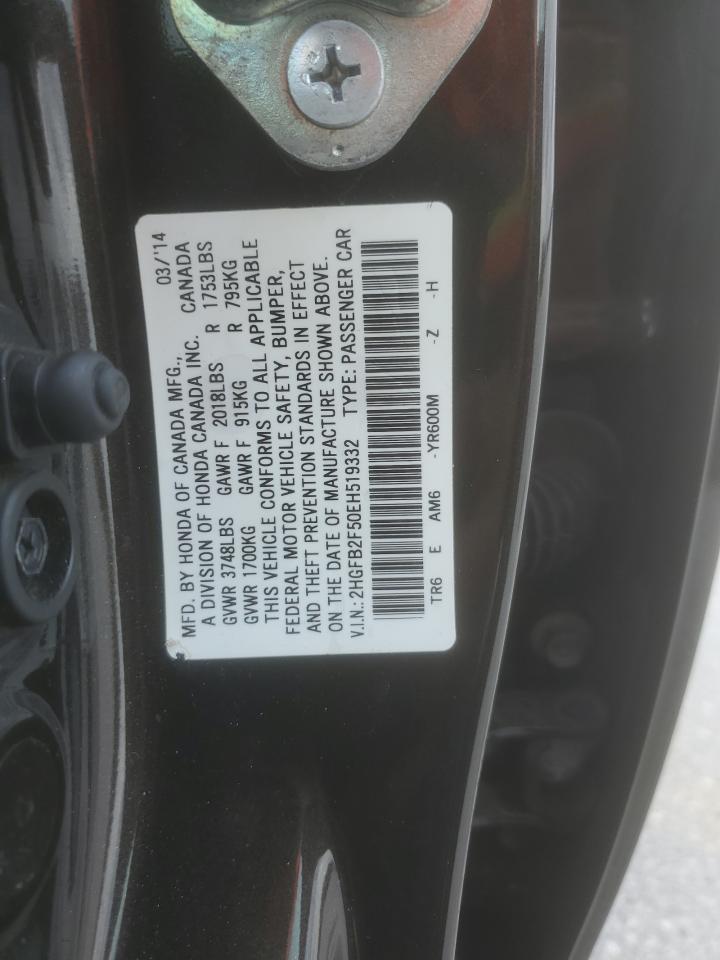 MFD. BY HONDA OF CANADA MFG., 03/'14
A DIVISION OF HONDA CANADA INC. CANADA
GVWR 3748LBS GAWR F 2018LBS R 1753LBS
GVWR 1700KG GAWR F 915KG R 795KG
THIS VEHICLE CONFORMS TO ALL APPLICABLE
FEDERAL MOTOR VEHICLE SAFETY, BUMPER,
AND THEFT PREVENTION STANDARDS IN EFFECT
ON THE DATE OF MANUFACTURE SHOWN ABOVE.
V.I.N.: 2HGFB2F50EH519332 TYPE: PASSENGER CAR
TR6 E AM6 -YR600M -Z -H